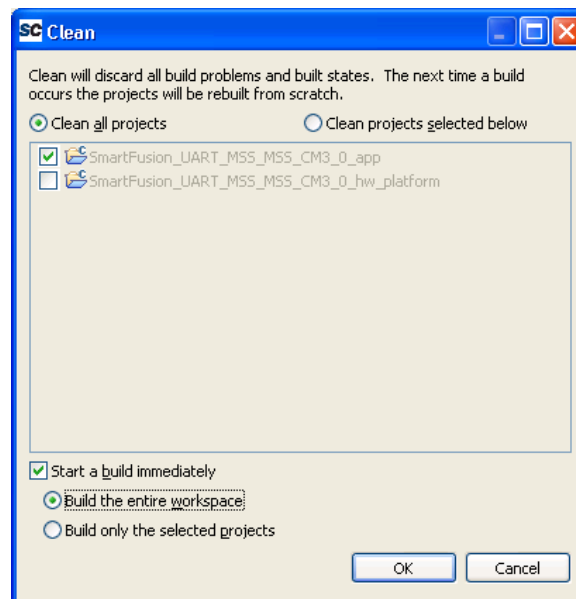 SC Clean
Clean will discard all build problems and built states. The next time a build
occurs the projects will be rebuilt from scratch.
Clean all projects Clean projects selected below
SmartFusion_UART_MSS_MSS_CM3_0_app
SmartFusion_UART_MSS_MSS_CM3_0_hw_platform
Start a build immediately
Build the entire workspace
Build only the selected projects
OK Cancel